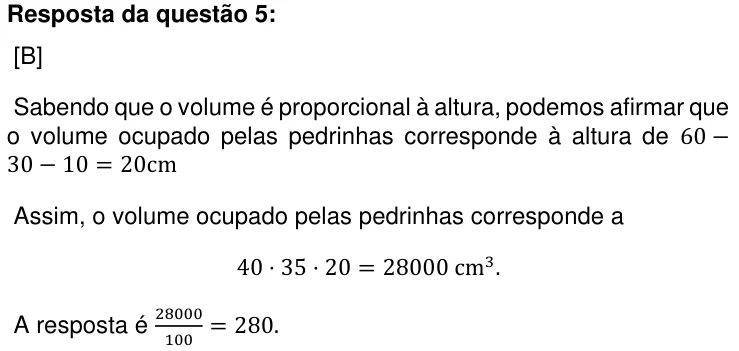 Resposta da questão 5:
[B]
Sabendo que o volume é proporcional à altura, podemos afirmar que
o volume ocupado pelas pedrinhas corresponde à altura de 60 −
30 − 10 = 20cm
Assim, o volume ocupado pelas pedrinhas corresponde a
40 · 35 · 20 = 28000 cm³.
A resposta é 28000/100 = 280.